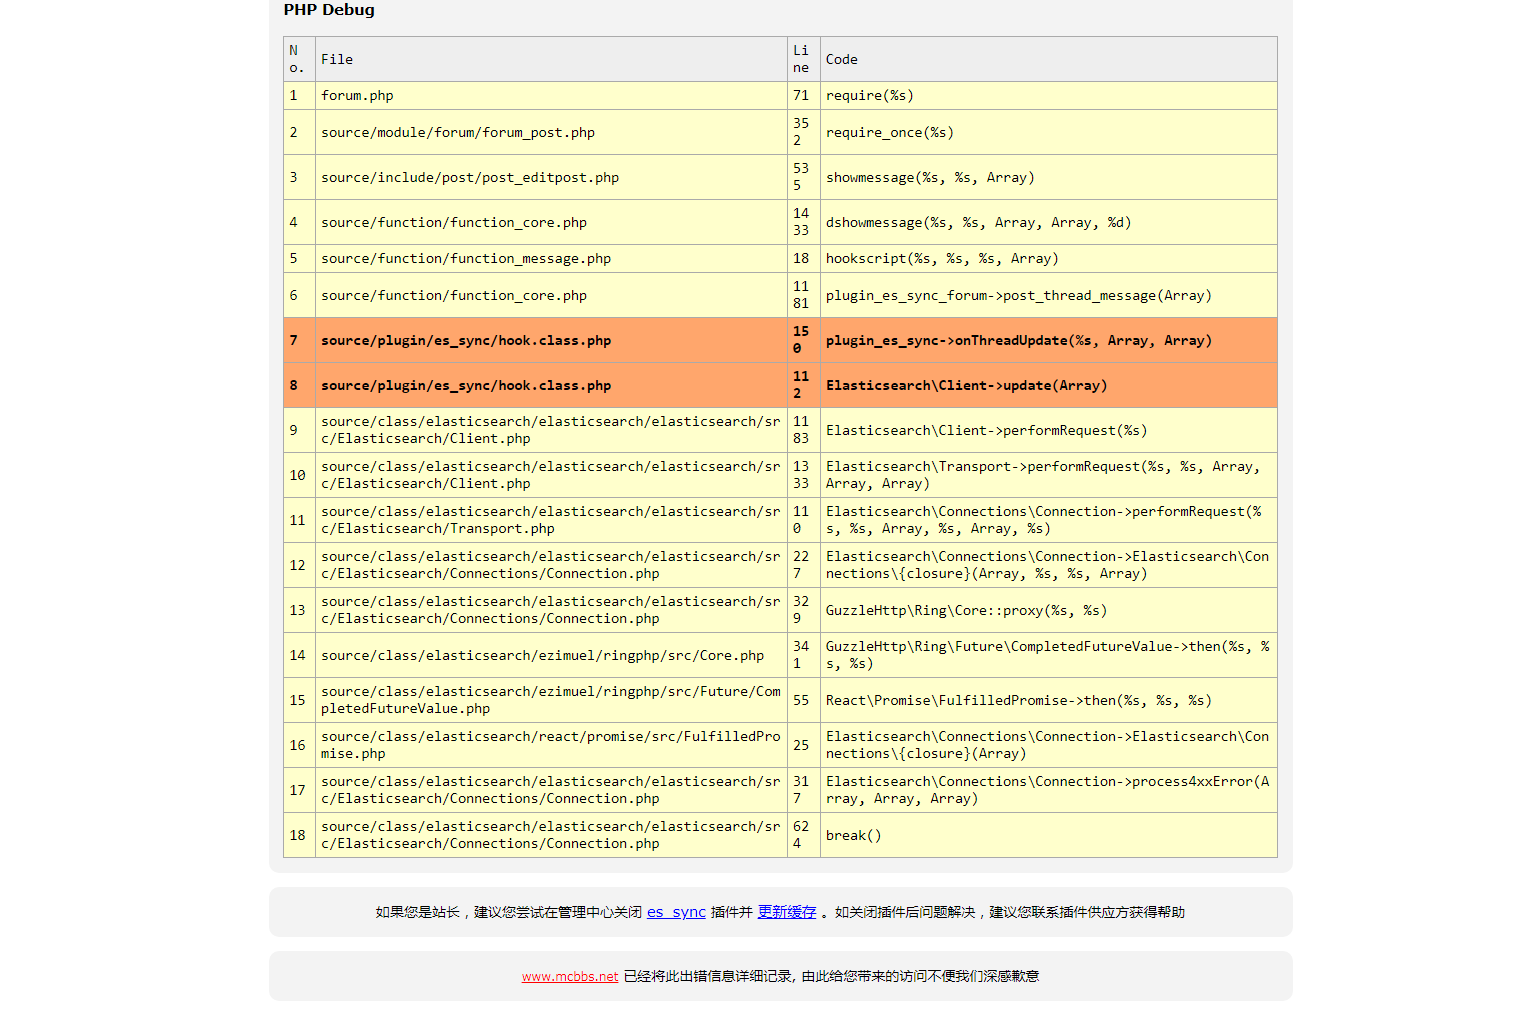 PHP Debug
No. File Line Code
1 forum.php 71 require(%s)
2 source/module/forum/forum_post.php 352 require_once(%s)
3 source/include/post/post_editpost.php 535 showmessage(%s, %s, Array)
4 source/function/function_core.php 1433 dshowmessage(%s, %s, Array, Array, %d)
5 source/function/function_message.php 18 hookscript(%s, %s, %s, Array)
6 source/function/function_core.php 1181 plugin_es_sync_forum->post_thread_message(Array)
7 source/plugin/es_sync/hook.class.php 150 plugin_es_sync->onThreadUpdate(%s, Array, Array)
8 source/plugin/es_sync/hook.class.php 112 Elasticsearch\Client->update(Array)
9 source/class/elasticsearch/elasticsearch/elasticsearch/src/Elasticsearch/Client.php 1183 Elasticsearch\Client->performRequest(%s)
10 source/class/elasticsearch/elasticsearch/elasticsearch/src/Elasticsearch/Client.php 1333 Elasticsearch\Transport->performRequest(%s, %s, Array, Array, Array)
11 source/class/elasticsearch/elasticsearch/elasticsearch/src/Elasticsearch/Transport.php 110 Elasticsearch\Connections\Connection->performRequest(%s, %s, Array, %s, Array, %s)
12 source/class/elasticsearch/elasticsearch/elasticsearch/src/Elasticsearch/Connections/Connection.php 227 Elasticsearch\Connections\Connection->Elasticsearch\Connections\{closure}(Array, %s, %s, Array)
13 source/class/elasticsearch/elasticsearch/elasticsearch/src/Elasticsearch/Connections/Connection.php 329 GuzzleHttp\Ring\Core::proxy(%s, %s)
14 source/class/elasticsearch/ezimuel/ringphp/src/Core.php 341 GuzzleHttp\Ring\Future\CompletedFutureValue->then(%s, %s, %s)
15 source/class/elasticsearch/ezimuel/ringphp/src/Future/CompletedFutureValue.php 55 React\Promise\FulfilledPromise->then(%s, %s, %s)
16 source/class/elasticsearch/react/promise/src/FulfilledPromise.php 25 Elasticsearch\Connections\Connection->Elasticsearch\Connections\{closure}(Array)
17 source/class/elasticsearch/elasticsearch/elasticsearch/src/Elasticsearch/Connections/Connection.php 317 Elasticsearch\Connections\Connection->process4xxError(Array, Array, Array)
18 source/class/elasticsearch/elasticsearch/elasticsearch/src/Elasticsearch/Connections/Connection.php 624 break()
如果您是站长，建议您尝试在管理中心关闭 es_sync 插件并 更新缓存 。如关闭插件后问题解决，建议您联系插件供应方获得帮助
www.mcbbs.net 已经将此出错信息详细记录, 由此给您带来的访问不便我们深感歉意